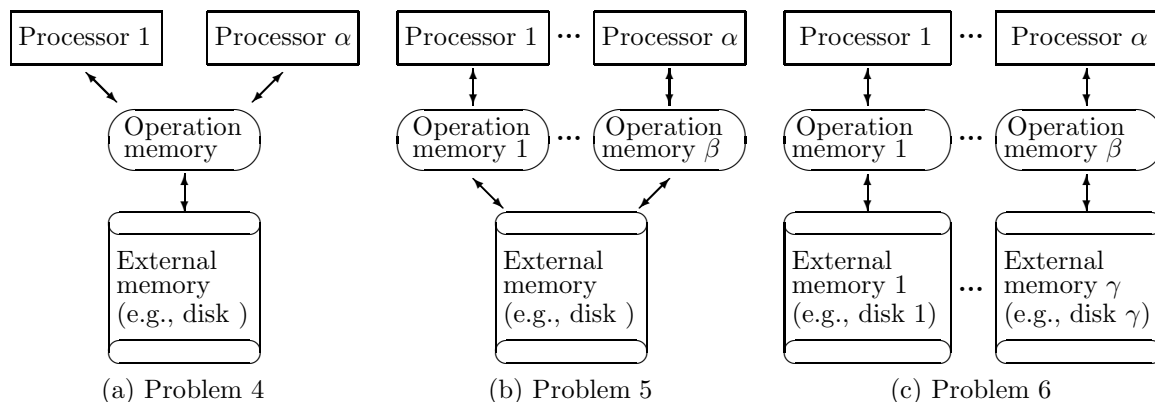 Processor 1
Processor α
Operation
memory
External
memory
(e.g., disk )
(a) Problem 4
Processor 1 ... Processor α
Operation
memory 1
...
Operation
memory β
External
memory
(e.g., disk )
(b) Problem 5
Processor 1 ... Processor α
Operation
memory 1
...
Operation
memory β
External
memory 1
(e.g., disk 1)
...
External
memory γ
(e.g., disk γ)
(c) Problem 6